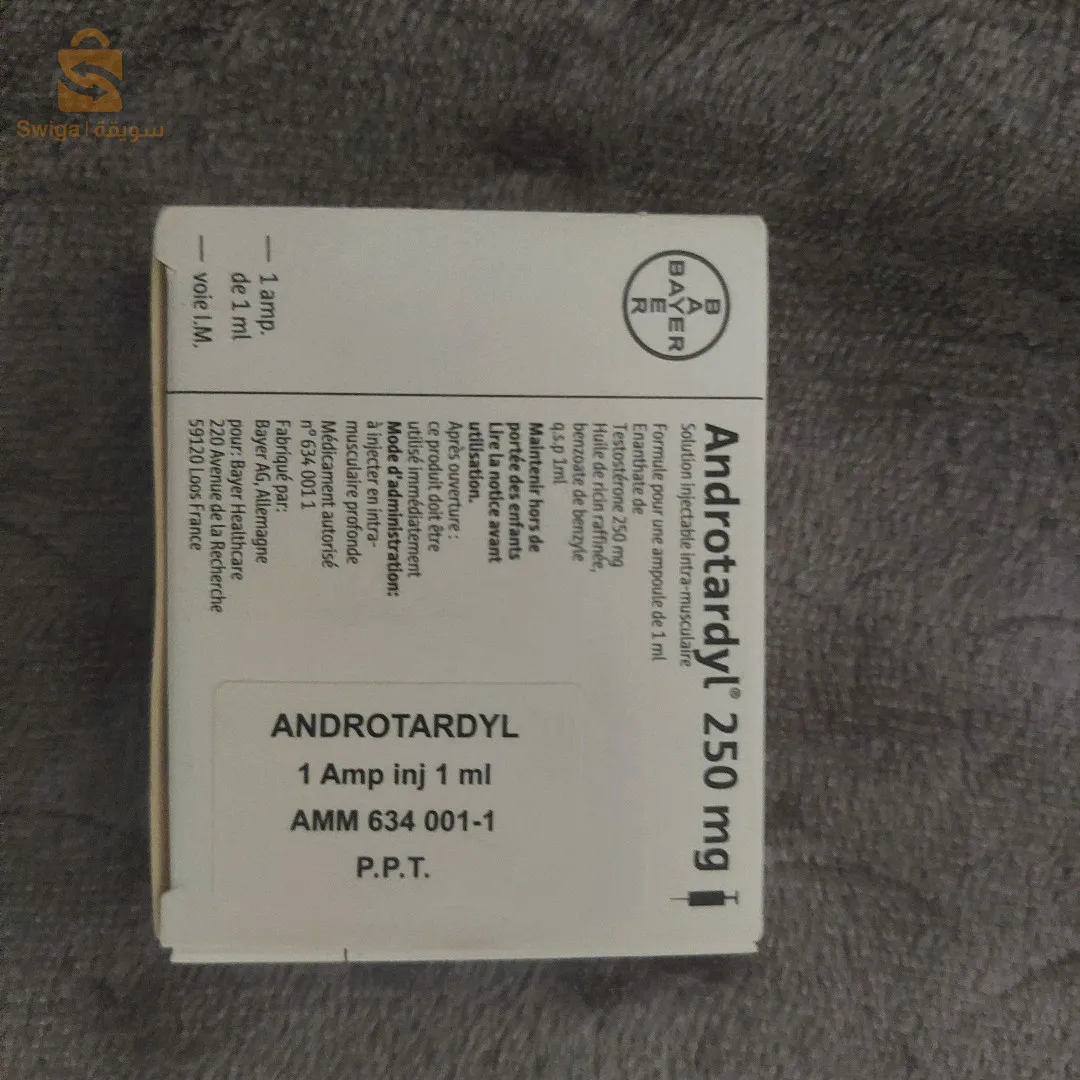 Swiga | سويقة
BAYER
BAYER
— 1 amp.
de 1 ml
— voie I.M.
Androtardyl® 250 mg
Solution injectable intra-musculaire
Formule pour une ampoule de 1 ml
Enanthate de
Testostérone 250 mg
Huile de ricin raffinée,
benzoate de benzyle
q.s.p 1ml
Maintenir hors de
portée des enfants
Lire la notice avant
utilisation.
Après ouverture :
ce produit doit être
utilisé immédiatement
Mode d'administration:
à injecter en intra-
musculaire profonde
Médicament autorisé
n° 634 001 1
Fabriqué par:
Bayer AG, Allemagne
pour: Bayer Healthcare
220 Avenue de la Recherche
59120 Loos France
ANDROTARDYL
1 Amp inj 1 ml
AMM 634 001-1
P.P.T.